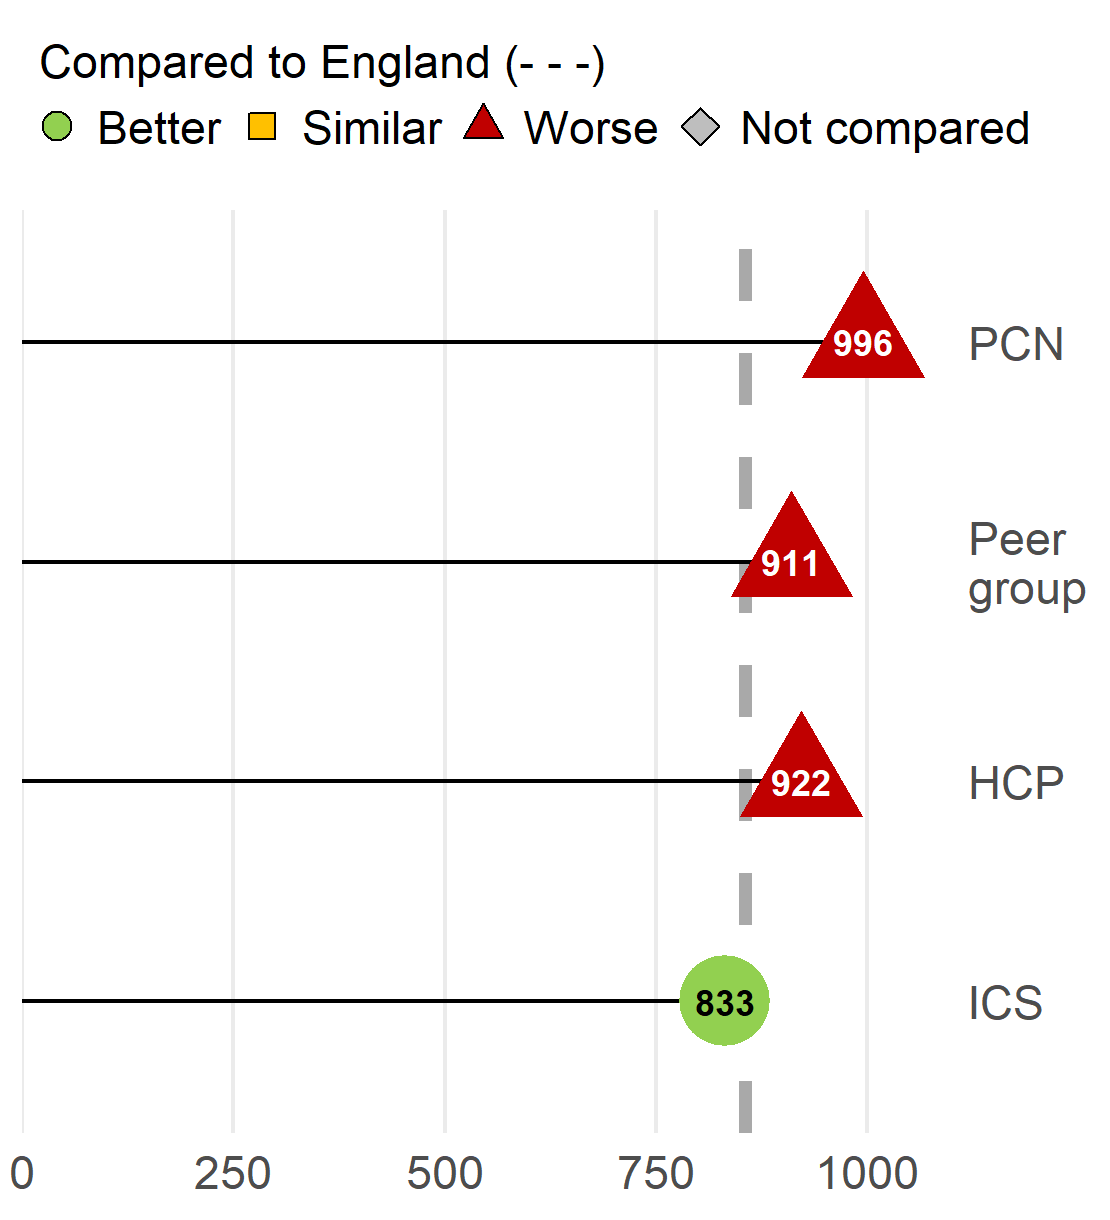 Compared to England (- - -)
Better Similar Worse Not compared
996 PCN
911 Peer
group
922 HCP
833 ICS
0 250 500 750 1000